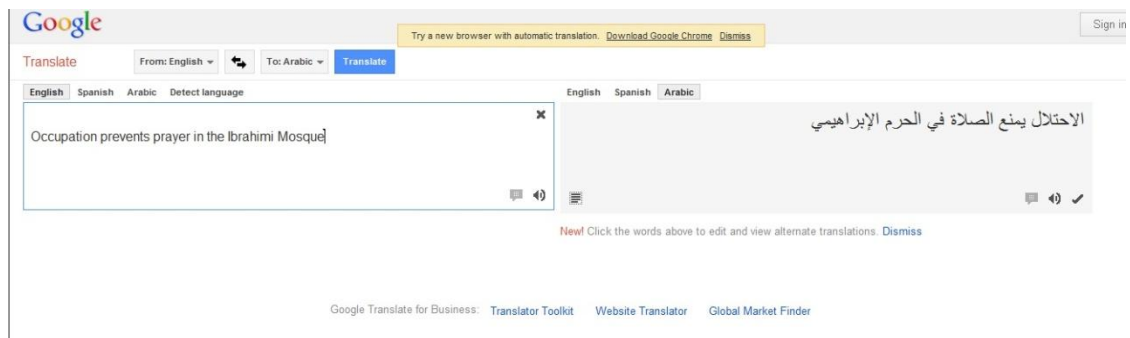 Google
Sign in
Try a new browser with automatic translation. Download Google Chrome Dismiss
Translate From: English To: Arabic Translate
English Spanish Arabic Detect language
English Spanish Arabic
Occupation prevents prayer in the Ibrahimi Mosque
الاحتلال يمنع الصلاة في الحرم الإبراهيمي
New! Click the words above to edit and view alternate translations. Dismiss
Google Translate for Business: Translator Toolkit Website Translator Global Market Finder